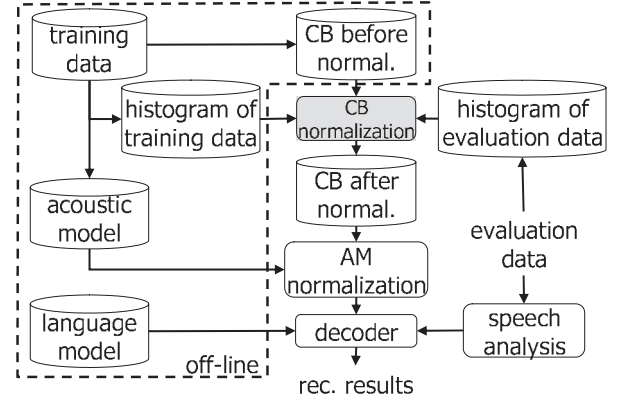 training
data
CB before
normal.
histogram of
training data
CB
normalization
histogram of
evaluation data
acoustic
model
CB after
normal.
evaluation
data
AM
normalization
language
model
decoder
speech
analysis
off-line
rec. results